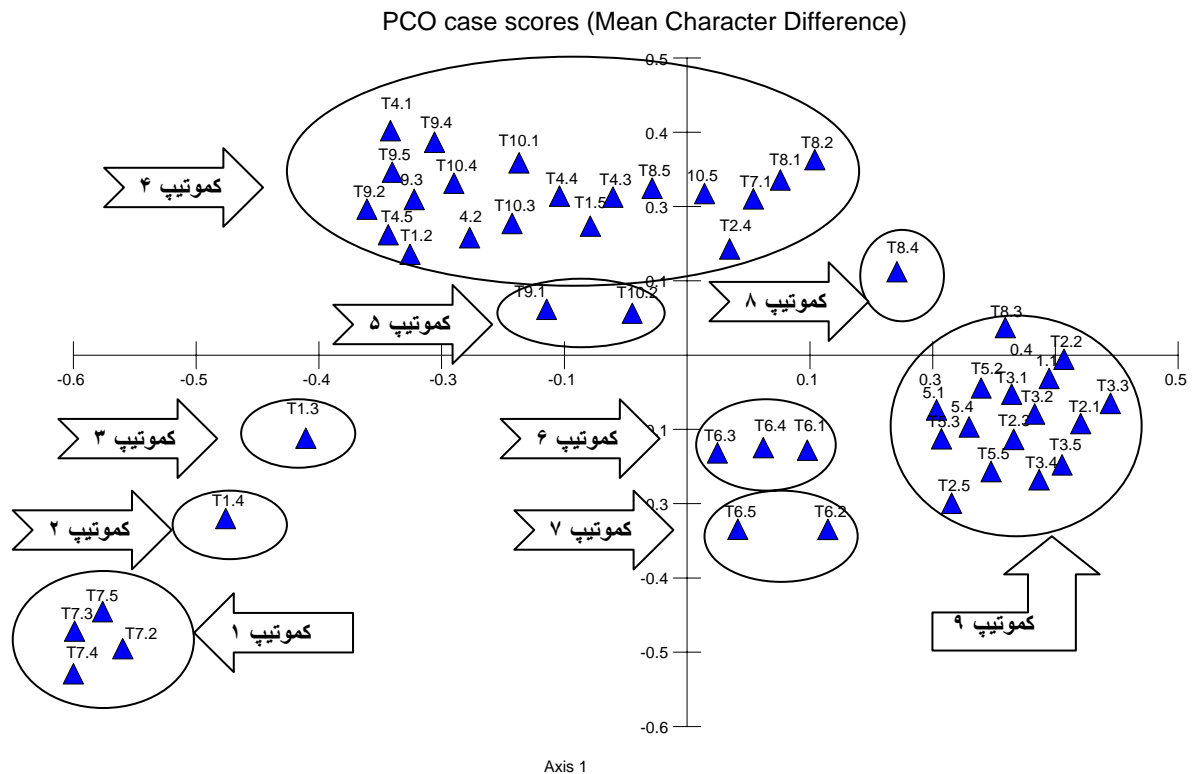 PCO case scores (Mean Character Difference)
0.5
T4.1
T9.4
0.4
T10.1
T8.2
T9.5
T10.4
T8.5
T8.1
کموتیپ ۴
9.3
T4.4
T4.3
10.5
T7.1
T9.2
0.3
T4.5
4.2
T10.3
T1.5
T2.4
T1.2
T8.4
0.1
T9.1
T10.2
کموتیپ ۸
کموتیپ ۵
T8.3
T2.2
0.4
1.1
-0.6
-0.4
-0.3
-0.1
0.1
0.3
0.5
T5.2
T3.1
T3.3
5.1
T3.2
5.4
T2.3
T2.1
T5.3
T1.3
کموتیپ ۳
کموتیپ ۶
-0.1
T6.3
T6.4
T6.1
T3.5
T5.5
T3.4
T2.5
T1.4
کموتیپ ۲
-0.3
کموتیپ ۷
T6.5
T6.2
-0.4
T7.5
T7.3
T7.2
T7.4
کموتیپ ۱
کموتیپ ۹
-0.5
-0.6
Axis 1